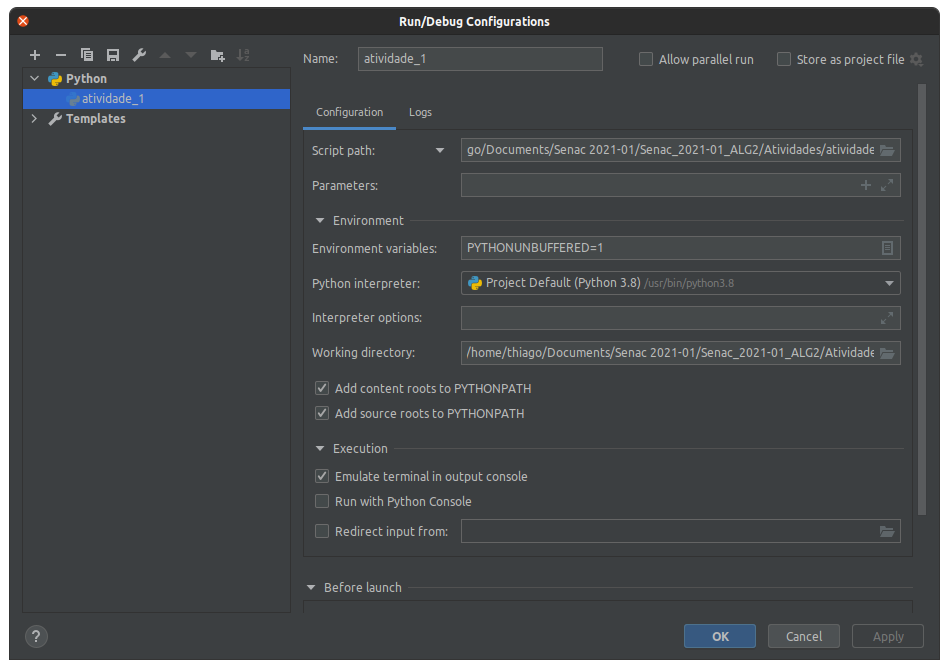 Run/Debug Configurations
Name: atividade_1 Allow parallel run Store as project file
Python
atividade_1
Templates
Configuration Logs
Script path: go/Documents/Senac 2021-01/Senac_2021-01_ALG2/Atividades/atividade
Parameters:
Environment
Environment variables: PYTHONUNBUFFERED=1
Python interpreter: Project Default (Python 3.8) /usr/bin/python3.8
Interpreter options:
Working directory: /home/thiago/Documents/Senac 2021-01/Senac_2021-01_ALG2/Atividade
Add content roots to PYTHONPATH
Add source roots to PYTHONPATH
Execution
Emulate terminal in output console
Run with Python Console
Redirect input from:
Before launch
? OK Cancel Apply